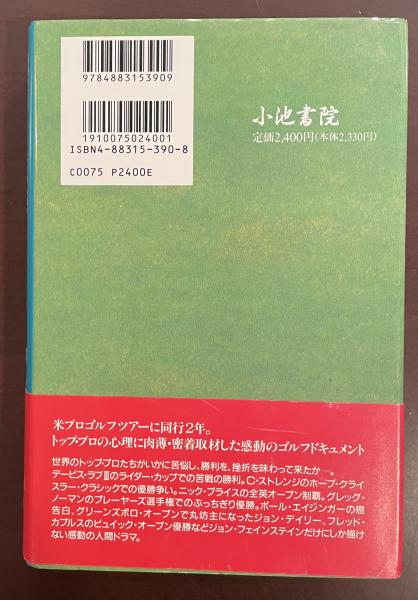 9784883153909
1910075024001
ISBN4-88315-390-8
C0075 P2400E
小池書院
定価2,400円(本体2,330円)
米プロゴルフツアーに同行2年。
トップ・プロの心理に肉薄・密着取材した感動のゴルフドキュメント
世界のトップ・プロたちがいかに苦悩し、勝利を、挫折を味わって来たか─。
デービス・ラブⅢのライダー・カップでの苦戦の勝利。C・ストレンジのホープ・クライ
スラー・クラシックでの優勝争い。ニック・プライスの全英オープン制覇。グレッグ・
ノーマンのプレーヤーズ選手権でのぶっちぎり優勝。ポール・エイジンガーの癌
告白、グリーンズボロ・オープンで丸坊主になったジョン・デイリー、フレッド・
カプルスのビュイック・オープン優勝などジョン・フェインステインだけにしか描け
ない感動の人間ドラマ。